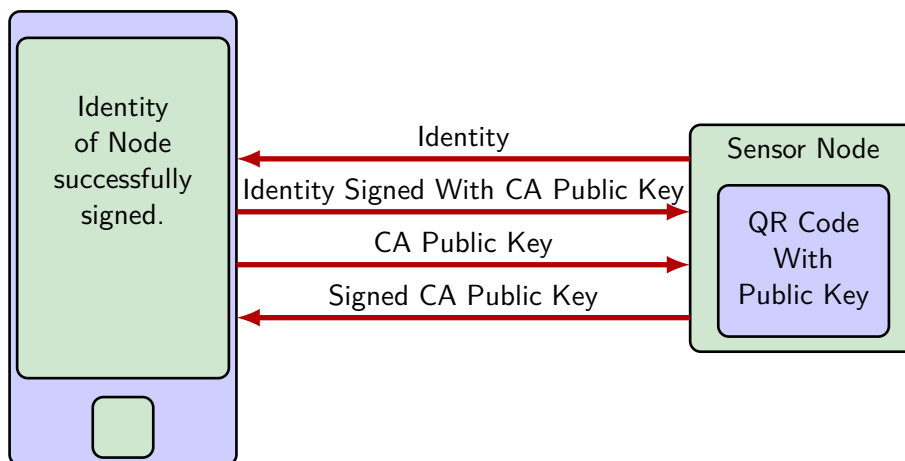 Identity
of Node
successfully
signed.
Identity
Identity Signed With CA Public Key
CA Public Key
Signed CA Public Key
Sensor Node
QR Code
With
Public Key